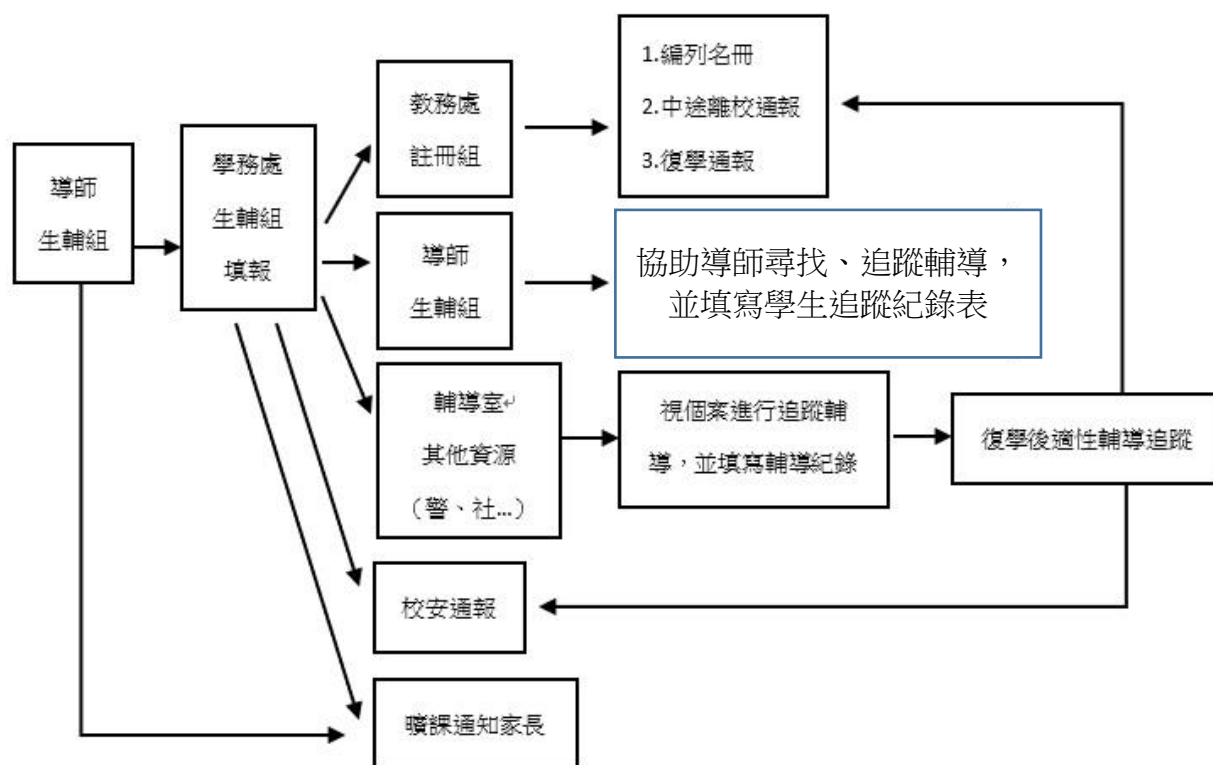 導師
生輔組
學務處
生輔組
填報
教務處
註冊組
1.編列名冊
2.中途離校通報
3.復學通報
導師
生輔組
協助導師尋找、追蹤輔導，
並填寫學生追蹤紀錄表
輔導室↵
其他資源
（警、社…）
視個案進行追蹤輔
導，並填寫輔導紀錄
復學後適性輔導追蹤
校安通報
曠課通知家長